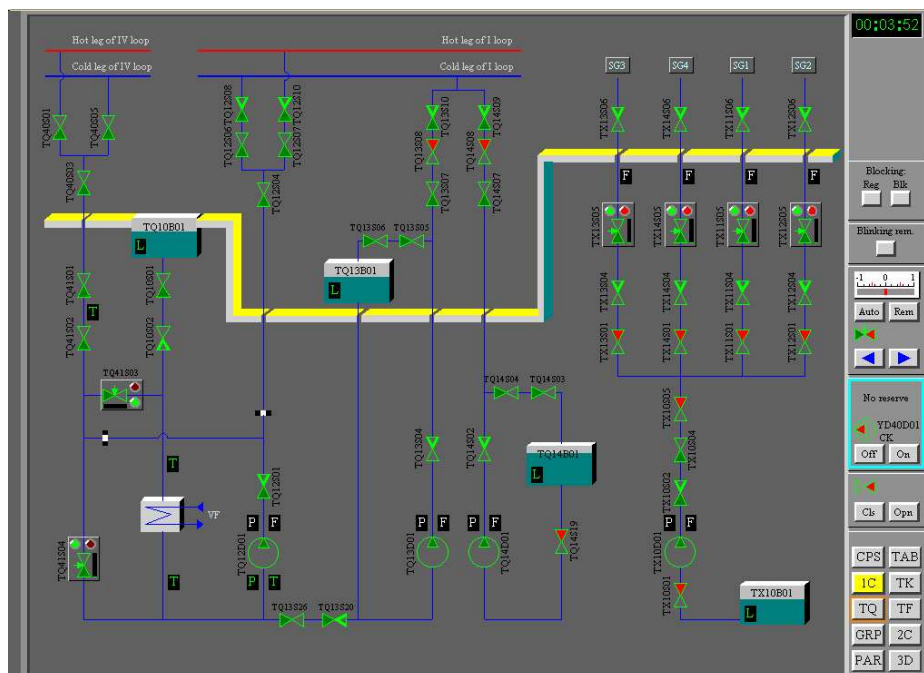 00:03:52
Hot leg of IV loop
Hot leg of I loop
Cold leg of IV loop
Cold leg of I loop
SG3
SG4
SG1
SG2
TQ40S01
TQ40S05
TQ12S08
TQ12S10
TQ12S06
TQ12S07
TQ13S10
TQ14S09
TQ13S08
TQ14S08
TX13S06
TX14S06
TX11S06
TX12S06
TQ40S03
TQ12S04
TQ13S07
TQ14S07
F
F
F
F
Blocking:
Reg Blk
TQ10B01
L
TQ13S06
TQ13S05
TX13S05
TX14S05
TX11S05
TX12S05
Blinking rem.
TQ13B01
L
TQ41S01
TQ10S01
T
TQ41S02
TQ10S02
TX13S04
TX14S04
TX11S04
TX12S04
-1 0 1
Auto Rem
TX13S01
TX14S01
TX11S01
TX12S01
TQ41S03
TQ14S04
TQ14S03
TX10S05
No reserve
YD40D01
CK
Off On
TQ13S04
TQ14S02
TX10S04
TQ14B01
L
T
TQ12S01
TX10S02
VF
Cls Opn
P F
P F
P F
P F
TQ41S04
TQ12D01
TQ13D01
TQ14D01
TQ14S19
TX10D01
T
P T
TX10S01
TX10B01
L
TQ13S26
TQ13S20
CPS TAB
1C TK
TQ TF
GRP 2C
PAR 3D